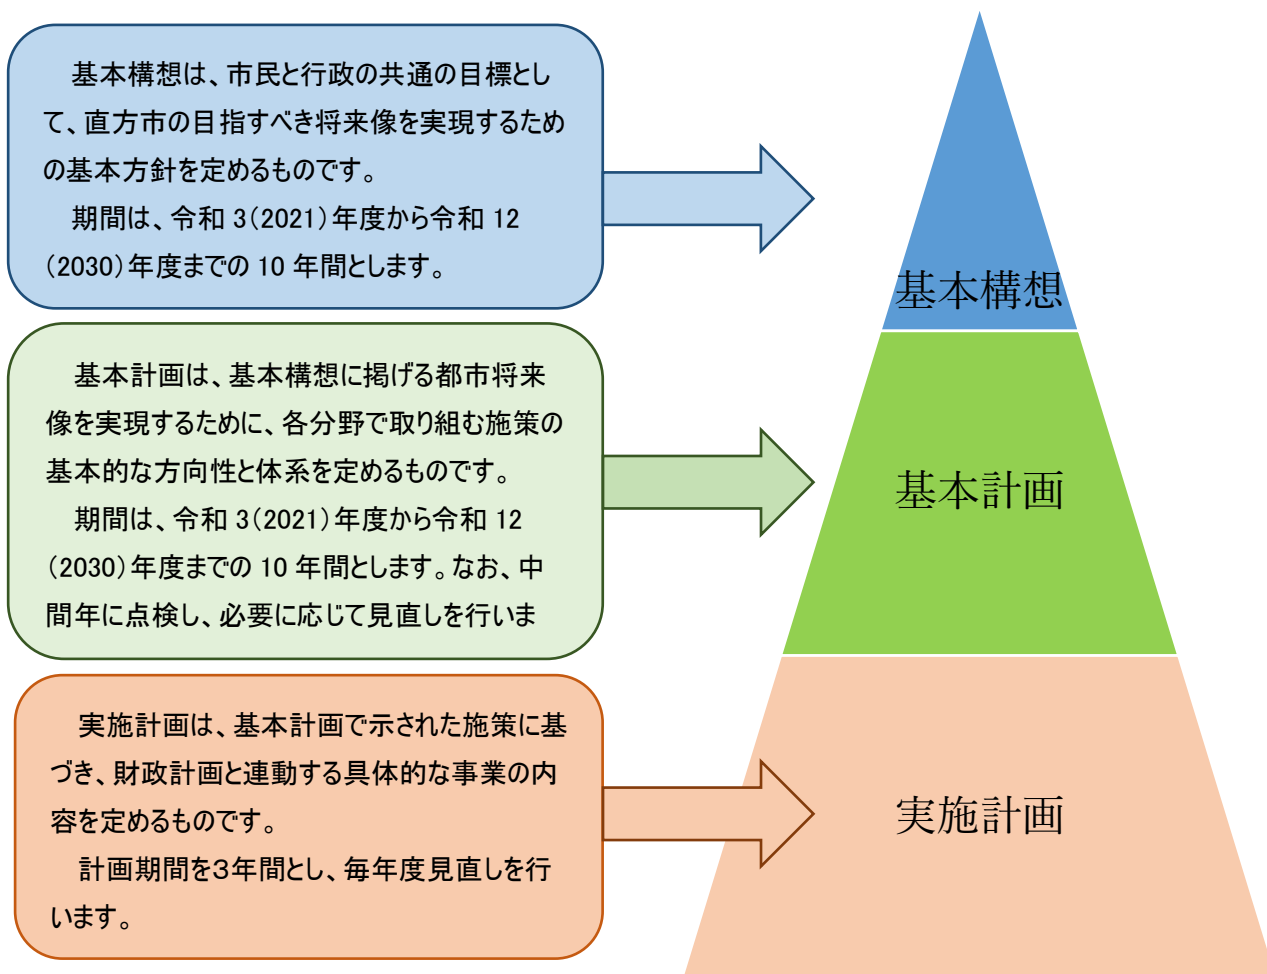 基本構想は、市民と行政の共通の目標とし
て、直方市の目指すべき将来像を実現するため
の基本方針を定めるものです。
期間は、令和 3(2021)年度から令和 12
(2030)年度までの 10 年間とします。
基本構想
基本計画は、基本構想に掲げる都市将来
像を実現するために、各分野で取り組む施策の
基本的な方向性と体系を定めるものです。
期間は、令和 3(2021)年度から令和 12
(2030)年度までの 10 年間とします。なお、中
間年に点検し、必要に応じて見直しを行いま
基本計画
実施計画は、基本計画で示された施策に基
づき、財政計画と連動する具体的な事業の内
容を定めるものです。
計画期間を3年間とし、毎年度見直しを行
います。
実施計画